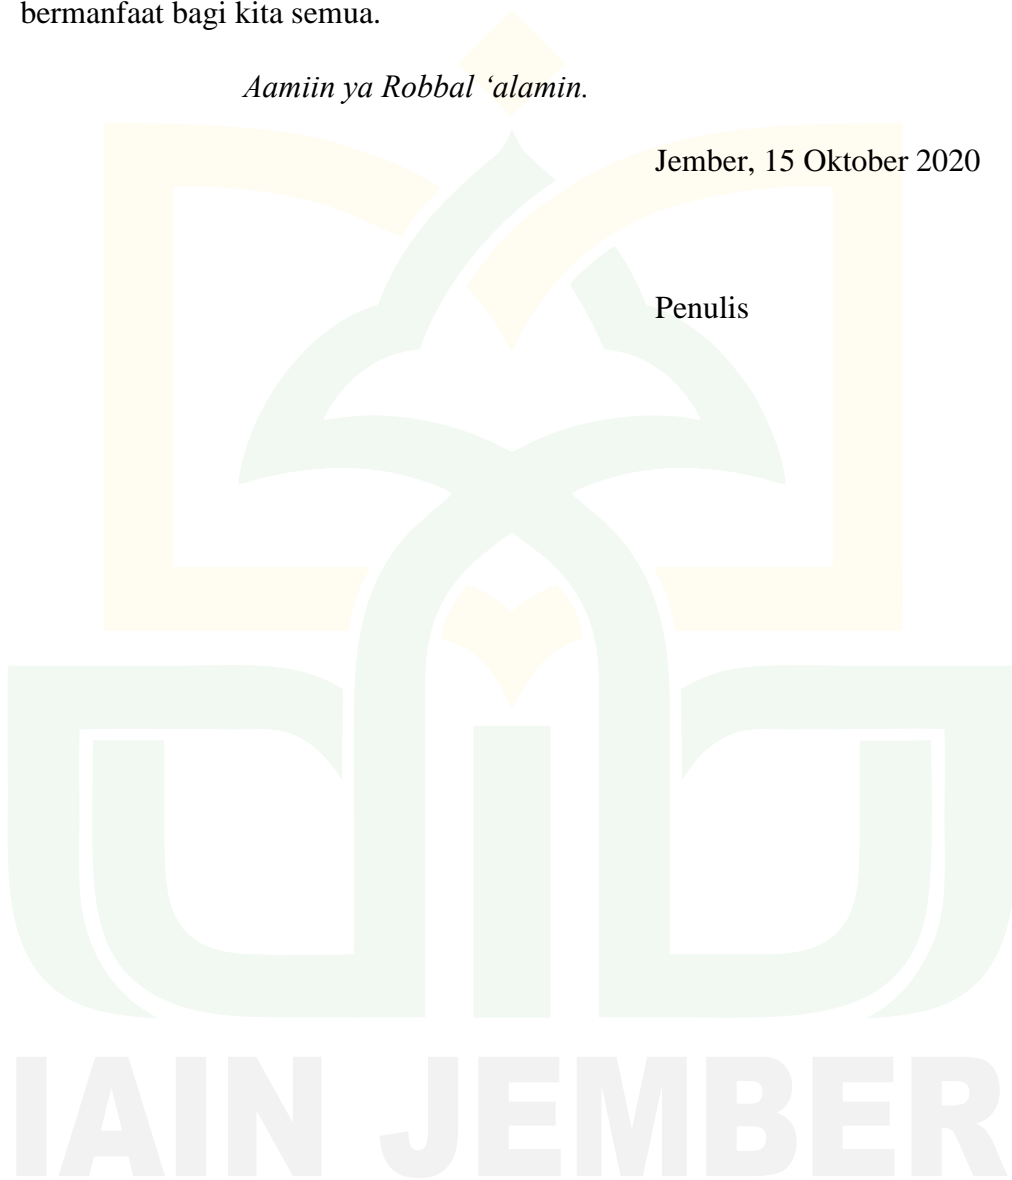 bermanfaat bagi kita semua.
Aamiin ya Robbal ‘alamin.
Jember, 15 Oktober 2020
Penulis
IAIN JEMBER